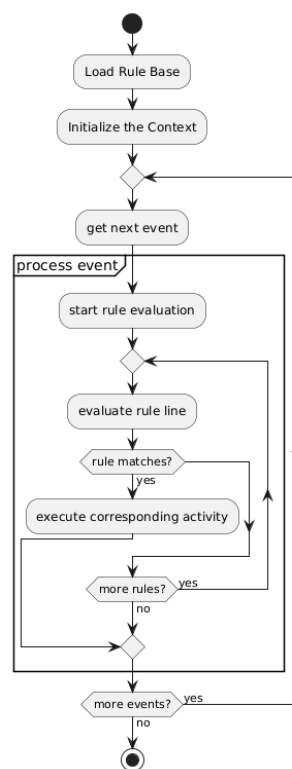 Load Rule Base
Initialize the Context
get next event
process event
start rule evaluation
evaluate rule line
rule matches?
yes
execute corresponding activity
more rules?
yes
no
more events?
yes
no